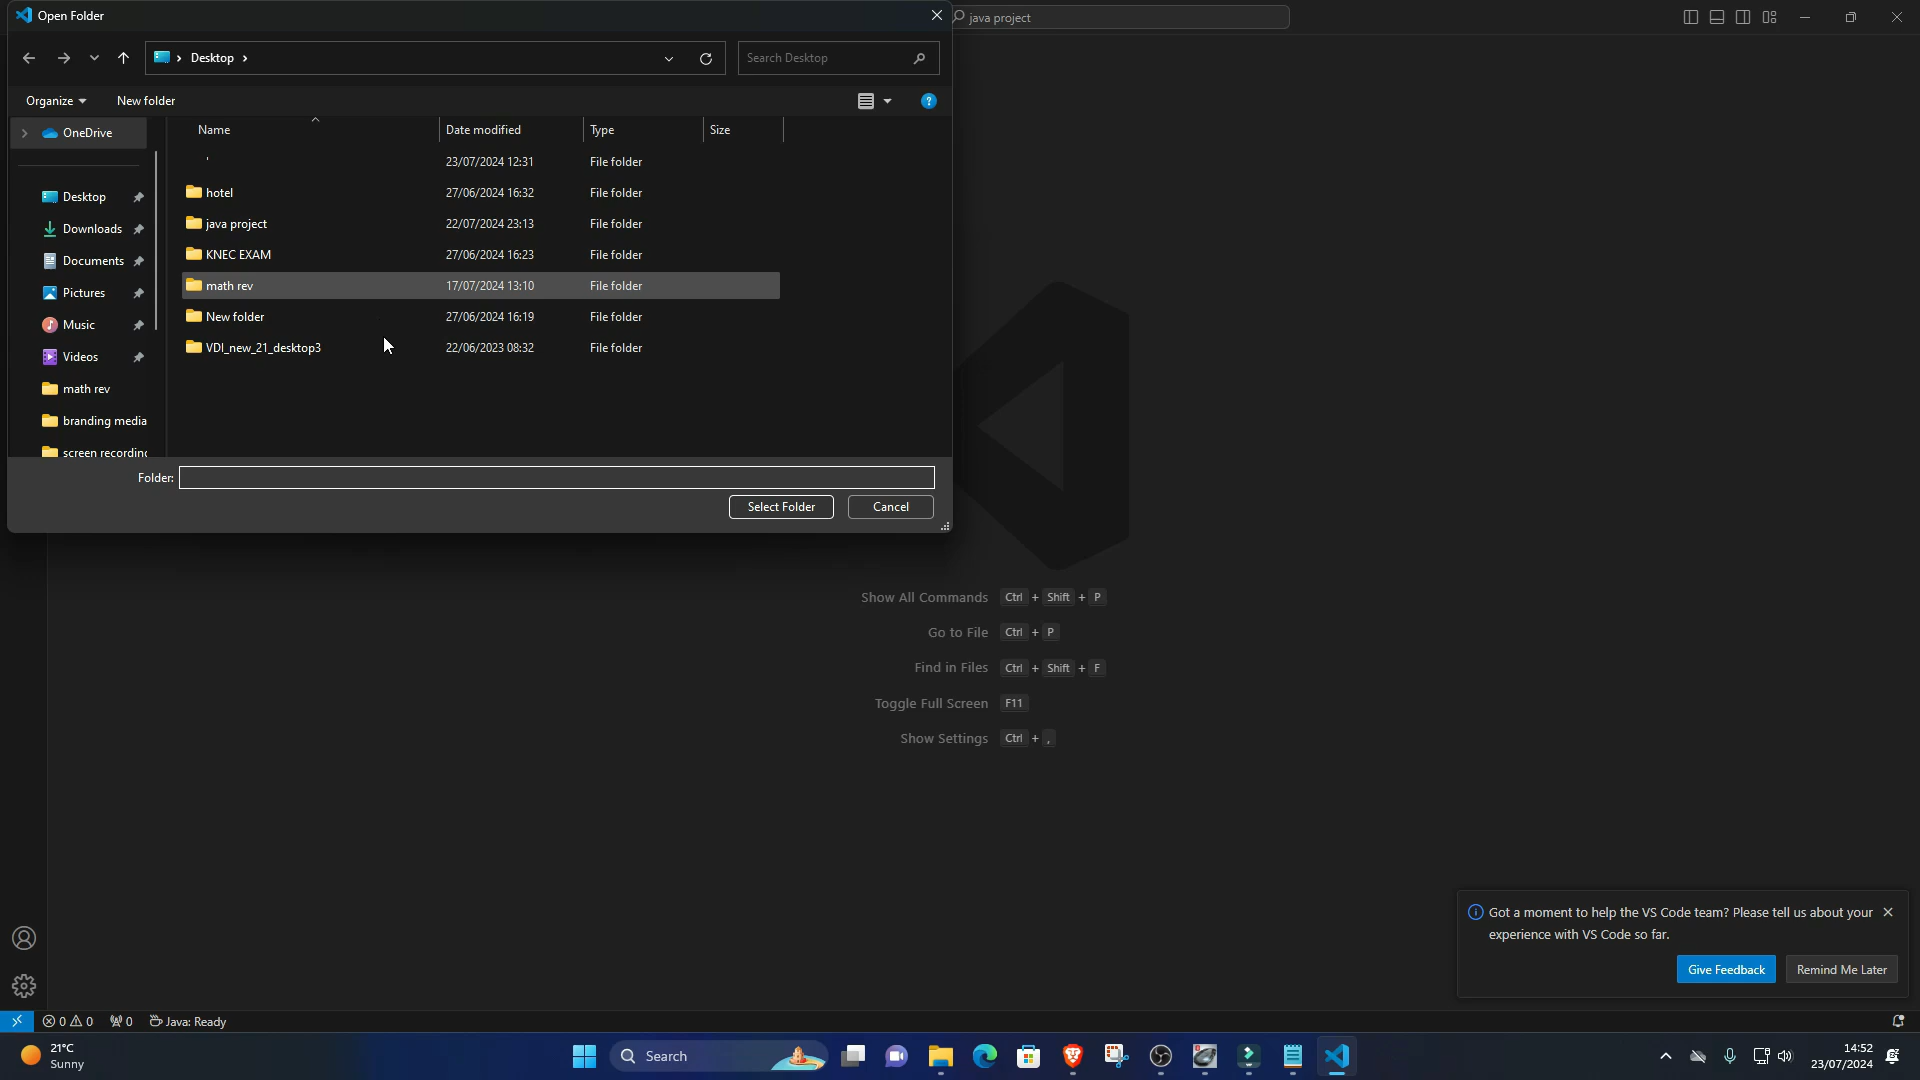 Open Folder
java project
Desktop
Search Desktop
Organize
New folder
Name Date modified Type Size
OneDrive
Desktop
Downloads
Documents
Pictures
Music
Videos
math rev
branding media
screen recording
' 23/07/2024 12:31 File folder
hotel 27/06/2024 16:32 File folder
java project 22/07/2024 23:13 File folder
KNEC EXAM 27/06/2024 16:23 File folder
math rev 17/07/2024 13:10 File folder
New folder 27/06/2024 16:19 File folder
VDI_new_21_desktop3 22/06/2023 08:32 File folder
Folder:
Select Folder Cancel
Show All Commands Ctrl + Shift + P
Go to File Ctrl + P
Find in Files Ctrl + Shift + F
Toggle Full Screen F11
Show Settings Ctrl + ,
Got a moment to help the VS Code team? Please tell us about your
experience with VS Code so far.
Give Feedback Remind Me Later
0 0 0 Java: Ready
21°C
Sunny
Search
14:52
23/07/2024